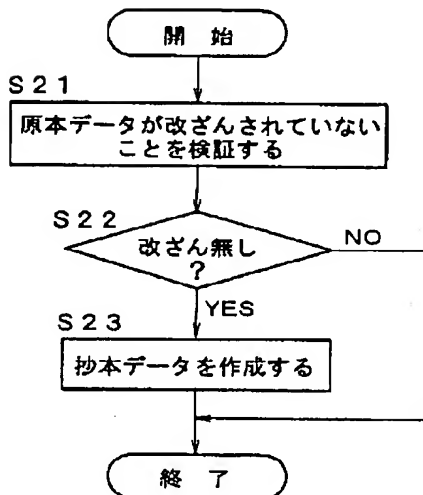 開 始
S21
原本データが改ざんされていない
ことを検証する
S22
改ざん無し
?
NO
YES
S23
抄本データを作成する
終 了